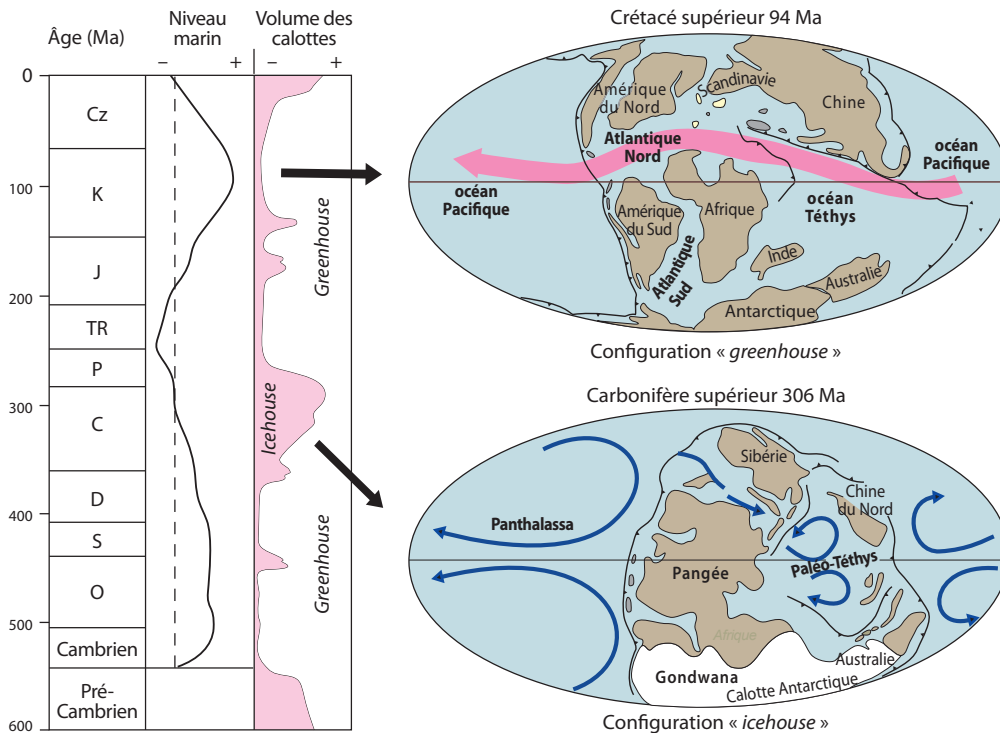 Âge (Ma)
Niveau
marin
– +
Volume des
calottes
– +
0
100
200
300
400
500
600
Cz
K
J
TR
P
C
D
S
O
Cambrien
Pré-
Cambrien
Greenhouse
Icehouse
Greenhouse
Crétacé supérieur 94 Ma
Amérique
du Nord
Scandinavie
Chine
Atlantique
Nord
océan
Pacifique
océan
Pacifique
Amérique
du Sud
Afrique
océan
Téthys
Atlantique
Sud
Inde
Australie
Antarctique
Configuration « greenhouse »
Carbonifère supérieur 306 Ma
Sibérie
Chine
du Nord
Panthalassa
Pangée
Paléo-Téthys
Afrique
Australie
Gondwana
Calotte Antarctique
Configuration « icehouse »